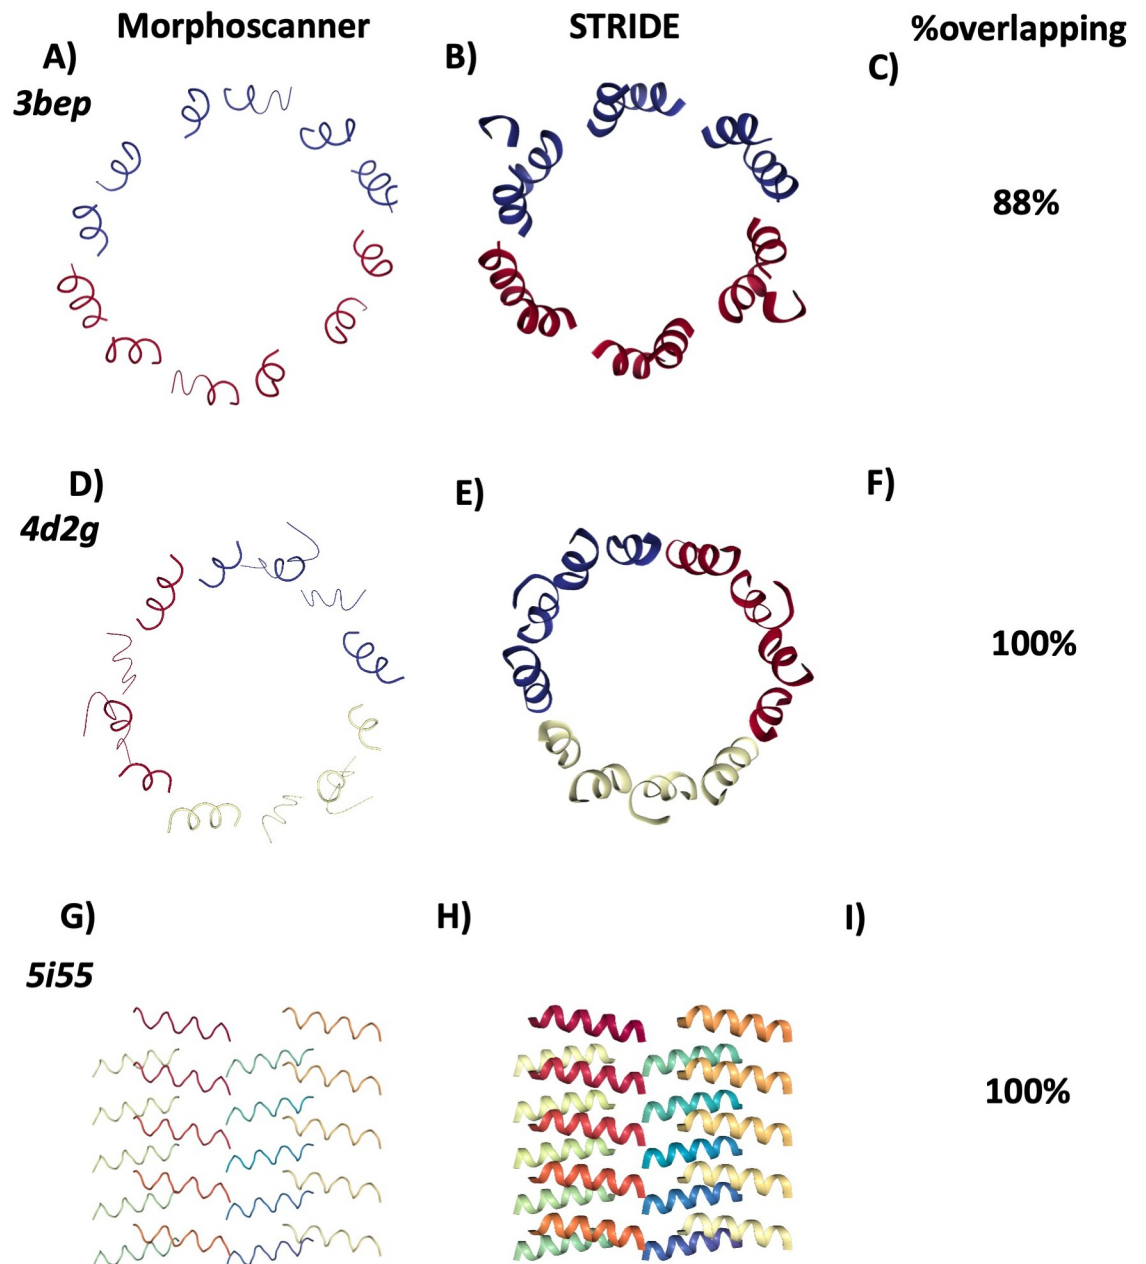 Morphoscanner STRIDE %overlapping
A) B) C)
3bep
88%
D) E) F)
4d2g
100%
G) H) I)
5i55
100%